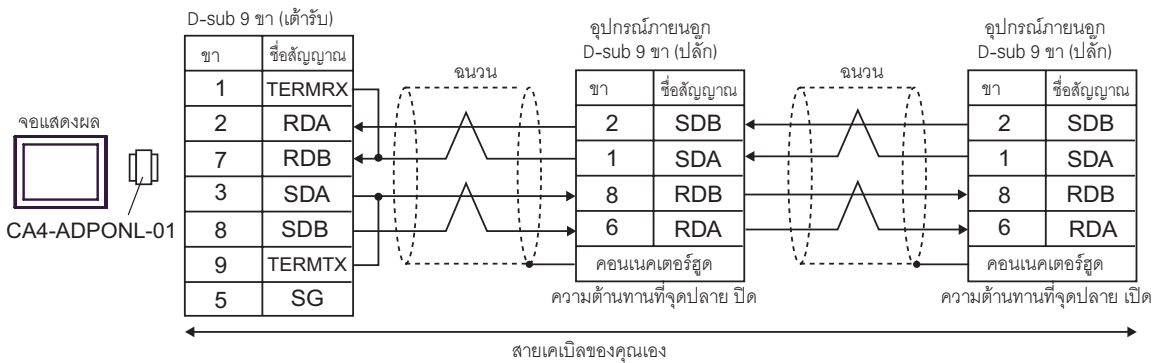 D-sub 9 ขา (เต้ารับ)
ขา ชื่อสัญญาณ
1 TERMRX
2 RDA
7 RDB
3 SDA
8 SDB
9 TERMTX
5 SG
จอแสดงผล
CA4-ADPONL-01
ฉนวน
อุปกรณ์ภายนอก
D-sub 9 ขา (ปลั๊ก)
ขา ชื่อสัญญาณ
2 SDB
1 SDA
8 RDB
6 RDA
คอนเนคเตอร์ฮูด
ความต้านทานที่จุดปลาย ปิด
ฉนวน
อุปกรณ์ภายนอก
D-sub 9 ขา (ปลั๊ก)
ขา ชื่อสัญญาณ
2 SDB
1 SDA
8 RDB
6 RDA
คอนเนคเตอร์ฮูด
ความต้านทานที่จุดปลาย เปิด
สายเคเบิลของคุณเอง